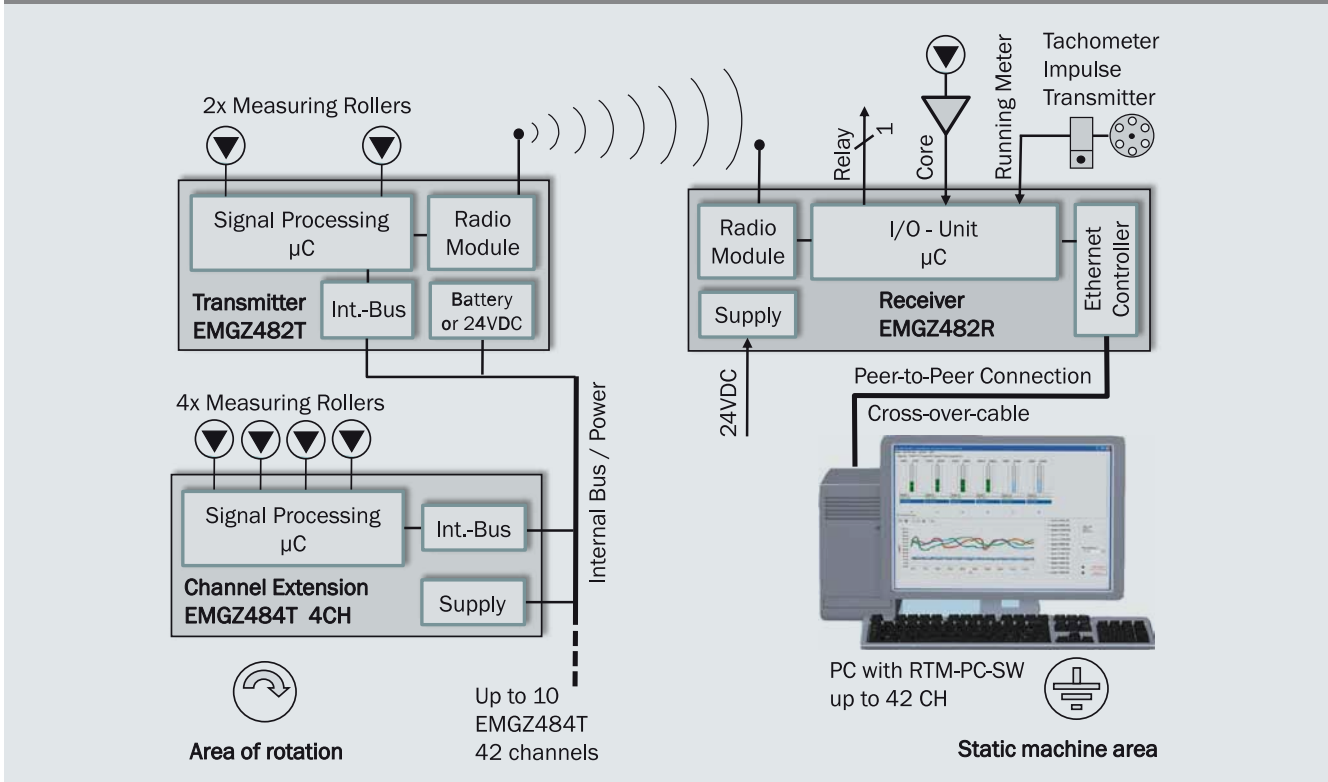 2x Measuring Rollers
Signal Processing
µC
Radio
Module
Transmitter
EMGZ482T
Int.-Bus
Battery
or 24VDC
4x Measuring Rollers
Signal Processing
µC
Int.-Bus
Channel Extension
EMGZ484T 4CH
Supply
Internal Bus / Power
Area of rotation
Up to 10
EMGZ484T
42 channels
Relay
1
Core
Running Meter
Tachometer
Impulse
Transmitter
Radio
Module
I/O - Unit
µC
Ethernet
Controller
Supply
Receiver
EMGZ482R
24VDC
Peer-to-Peer Connection
Cross-over-cable
PC with RTM-PC-SW
up to 42 CH
Static machine area